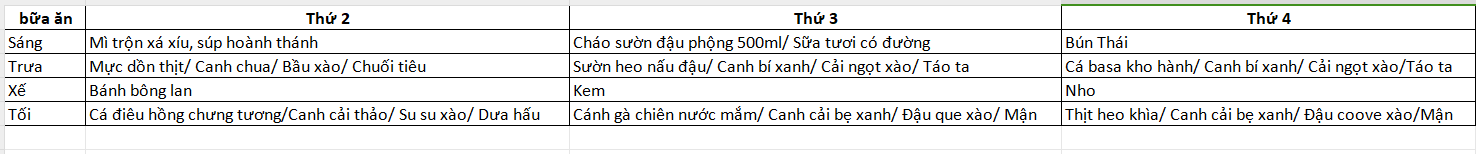 bữa ăn Thứ 2 Thứ 3 Thứ 4
Sáng Mì trộn xá xíu, súp hoành thánh Cháo sườn đậu phộng 500ml/ Sữa tươi có đường Bún Thái
Trưa Mực dồn thịt/ Canh chua/ Bầu xào/ Chuối tiêu Sườn heo nấu đậu/ Canh bí xanh/ Cải ngọt xào/ Táo ta Cá basa kho hành/ Canh bí xanh/ Cải ngọt xào/Táo ta
Xế Bánh bông lan Kem Nho
Tối Cá điêu hồng chưng tương/Canh cải thảo/ Su su xào/ Dưa hấu Cánh gà chiên nước mắm/ Canh cải bẹ xanh/ Đậu que xào/ Mận Thịt heo khìa/ Canh cải bẹ xanh/ Đậu coove xào/Mận